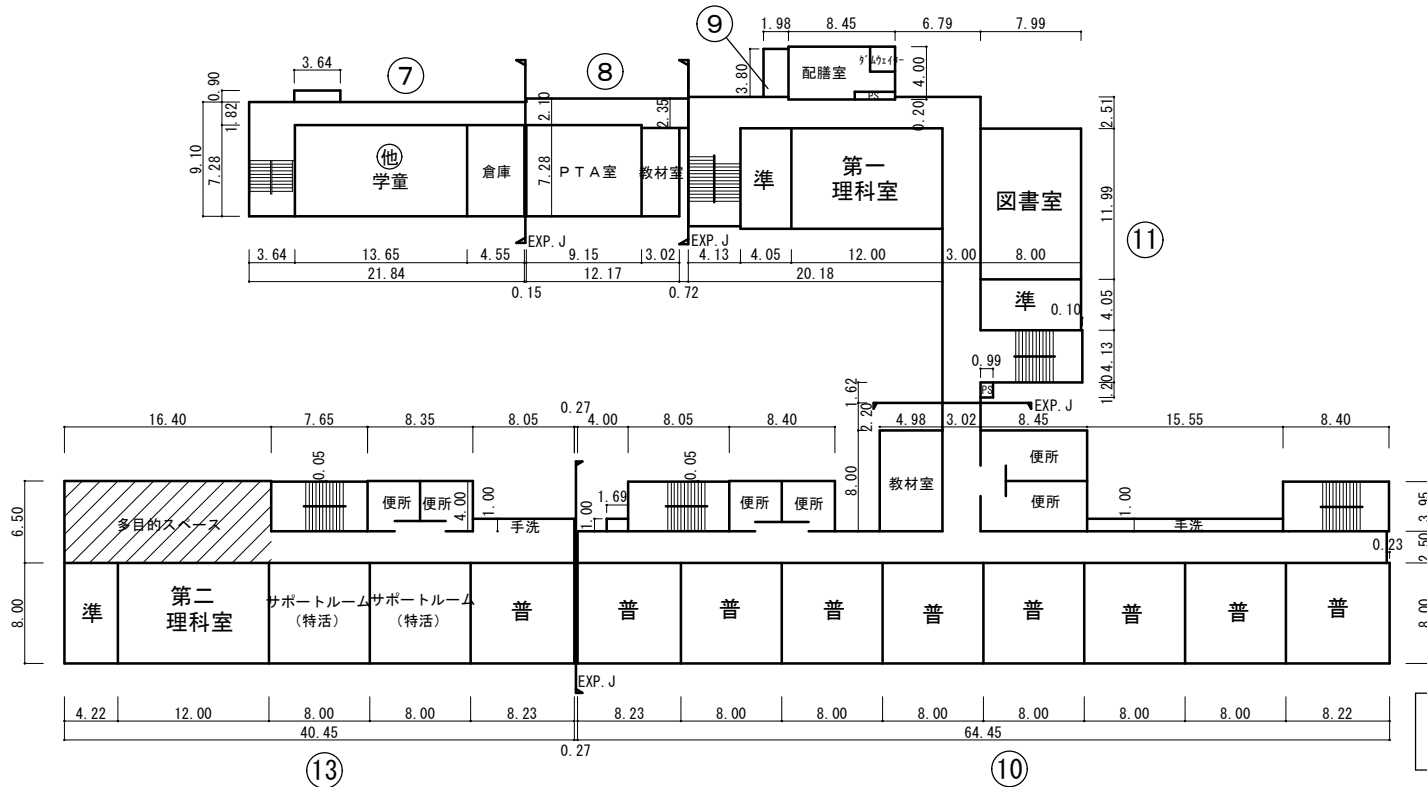 ⑨
1.98
8.45
6.79
7.99
3.64
⑦
⑧
0.90
1.82
9.10
7.28
2.10
7.28
2.35
3.80
配膳室
ﾀﾞﾑｳｪｲﾀｰ
PS
4.00
0.20
2.51
11.99
4.05
4.13
1.20
⑪
他
学童
倉庫
PTA室
教材室
準
第一
理科室
図書室
準
0.10
EXP.J
EXP.J
3.64
13.65
4.55
9.15
3.02
4.13
4.05
12.00
3.00
8.00
21.84
12.17
20.18
0.15
0.72
0.99
PS
1.62
2.20
EXP.J
16.40
7.65
8.35
8.05
0.27
4.00
8.05
8.40
4.98
3.02
8.45
15.55
8.40
0.05
0.05
6.50
8.00
多目的スペース
便所
便所
4.00
1.00
手洗
1.00
1.69
便所
便所
8.00
教材室
便所
便所
1.00
手洗
3.95
2.50
0.23
8.00
準
第二
理科室
サポートルーム
(特活)
サポートルーム
(特活)
普
普
普
普
普
普
普
普
普
EXP.J
4.22
12.00
8.00
8.00
8.23
8.23
8.00
8.00
8.00
8.00
8.00
8.00
8.22
40.45
0.27
64.45
⑬
⑩